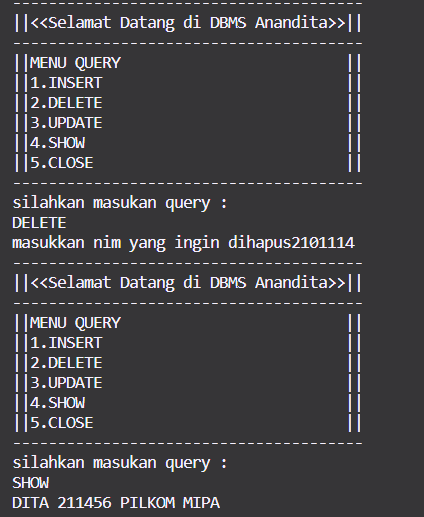 ---------------------------------------
||<<Selamat Datang di DBMS Anandita>>||
---------------------------------------
||MENU QUERY                         ||
||1.INSERT                           ||
||2.DELETE                           ||
||3.UPDATE                           ||
||4.SHOW                             ||
||5.CLOSE                            ||
---------------------------------------
silahkan masukan query :
DELETE
masukkan nim yang ingin dihapus2101114
---------------------------------------
||<<Selamat Datang di DBMS Anandita>>||
---------------------------------------
||MENU QUERY                         ||
||1.INSERT                           ||
||2.DELETE                           ||
||3.UPDATE                           ||
||4.SHOW                             ||
||5.CLOSE                            ||
---------------------------------------
silahkan masukan query :
SHOW
DITA 211456 PILKOM MIPA